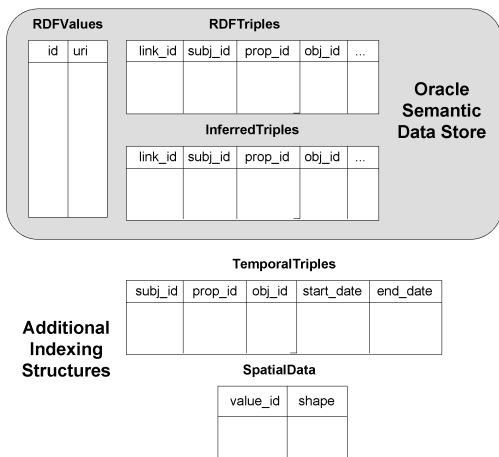 RDFValues
id uri
RDFTriples
link_id subj_id prop_id obj_id ...
InferredTriples
link_id subj_id prop_id obj_id ...
Oracle
Semantic
Data Store
TemporalTriples
subj_id prop_id obj_id start_date end_date
Additional
Indexing
Structures
SpatialData
value_id shape